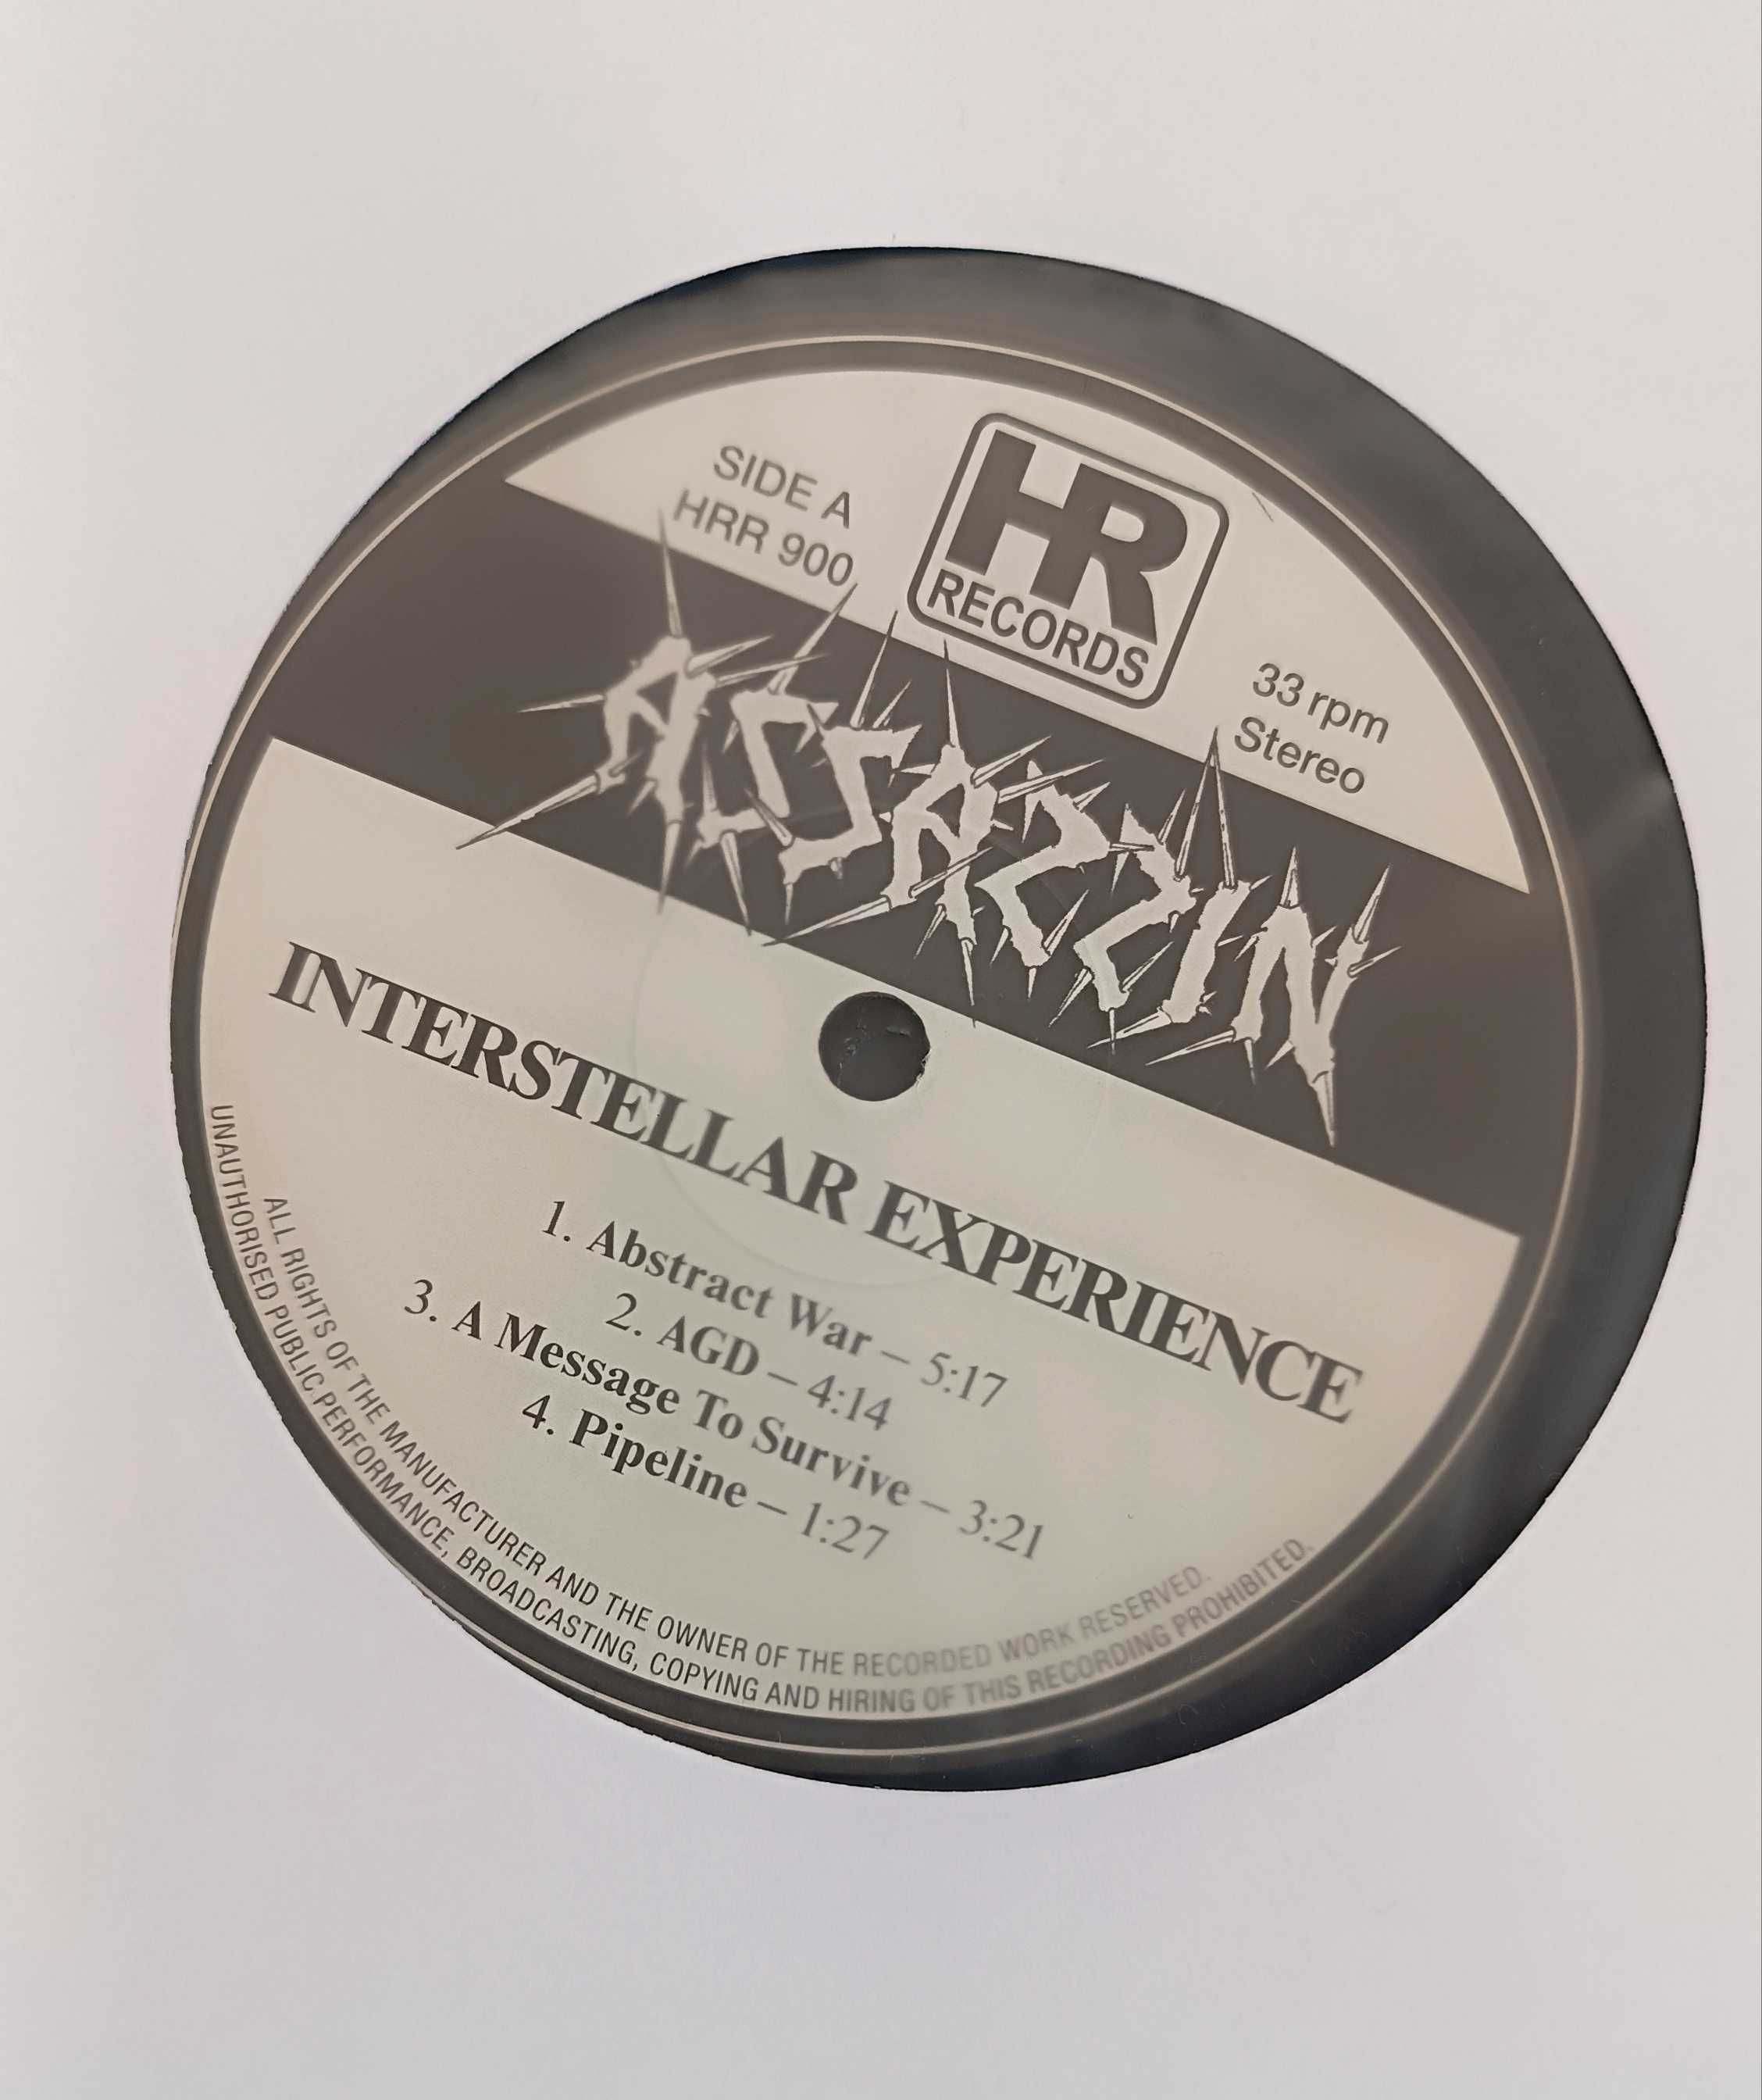 SIDE A
HRR 900
HR
RECORDS
33 rpm
Stereo
ASSASSIN
INTERSTELLAR EXPERIENCE
1. Abstract War – 5:17
2. AGD – 4:14
3. A Message To Survive – 3:21
4. Pipeline – 1:27
ALL RIGHTS OF THE MANUFACTURER AND THE OWNER OF THE RECORDED WORK RESERVED.
UNAUTHORISED PUBLIC PERFORMANCE, BROADCASTING, COPYING AND HIRING OF THIS RECORDING PROHIBITED.